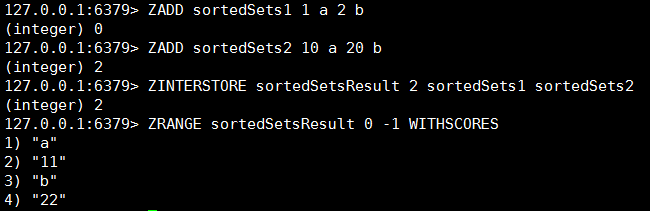 127.0.0.1:6379> ZADD sortedSets1 1 a 2 b
(integer) 0
127.0.0.1:6379> ZADD sortedSets2 10 a 20 b
(integer) 2
127.0.0.1:6379> ZINTERSTORE sortedSetsResult 2 sortedSets1 sortedSets2
(integer) 2
127.0.0.1:6379> ZRANGE sortedSetsResult 0 -1 WITHSCORES
1) "a"
2) "11"
3) "b"
4) "22"